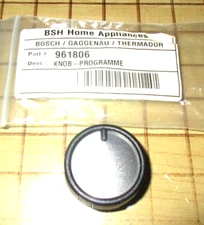 BSH Home Appliances
BOSCH / GAGGENAU / THERMADOR
Part #: 961806
Desc.: KNOB - PROGRAMME